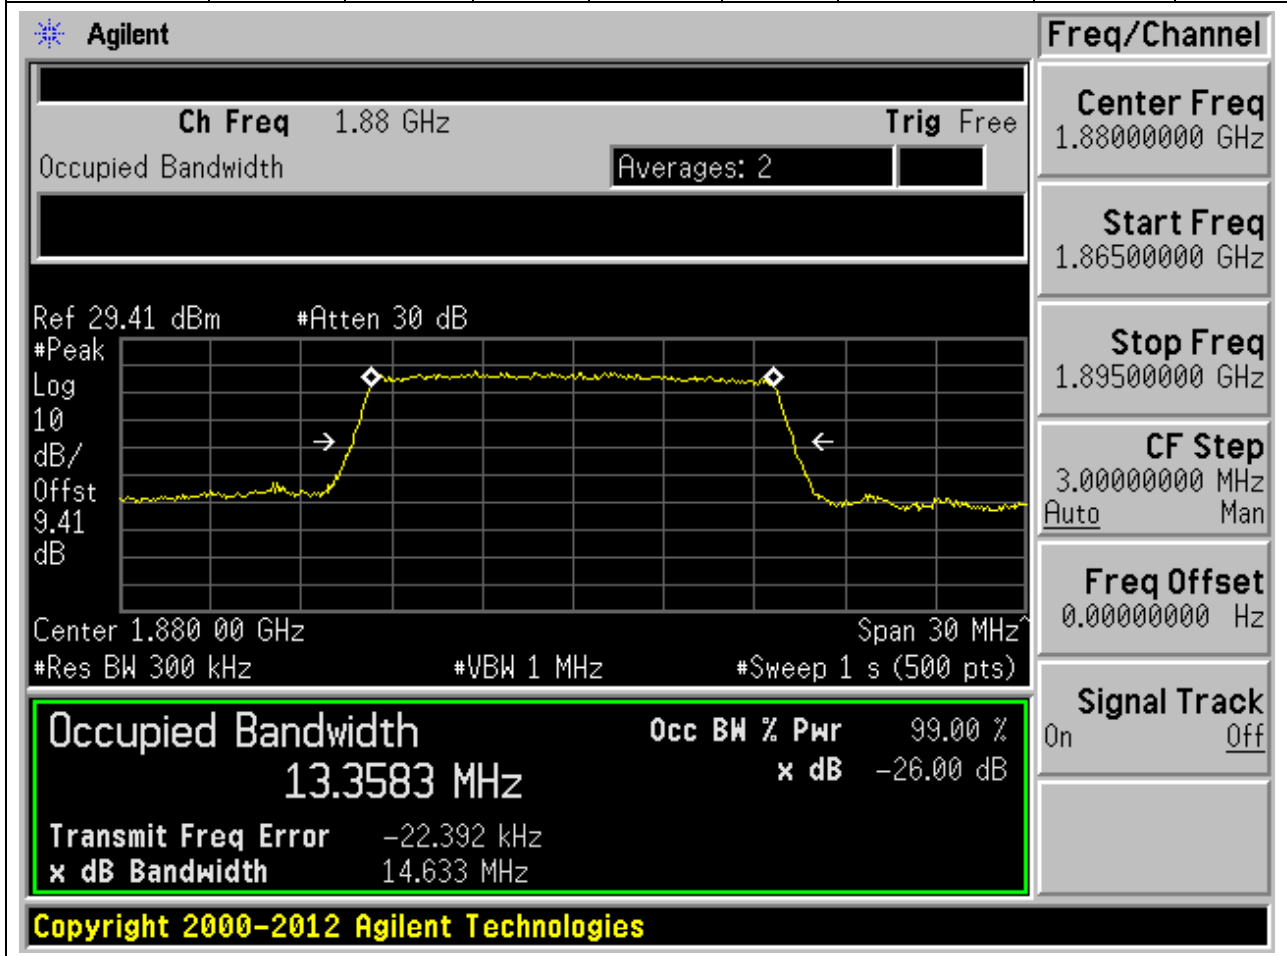 Agilent
Freq/Channel
Ch Freq 1.88 GHz Trig Free
Occupied Bandwidth Averages: 2
Center Freq
1.88000000 GHz
Start Freq
1.86500000 GHz
Stop Freq
1.89500000 GHz
CF Step
3.00000000 MHz
Auto Man
Freq Offset
0.00000000 Hz
Signal Track
On Off
Ref 29.41 dBm #Atten 30 dB
#Peak
Log
10
dB/
Offst
9.41
dB
Center 1.880 00 GHz Span 30 MHz^
#Res BW 300 kHz #VBW 1 MHz #Sweep 1 s (500 pts)
Occupied Bandwidth Occ BW % Pwr 99.00 %
13.3583 MHz x dB -26.00 dB
Transmit Freq Error -22.392 kHz
x dB Bandwidth 14.633 MHz
Copyright 2000-2012 Agilent Technologies